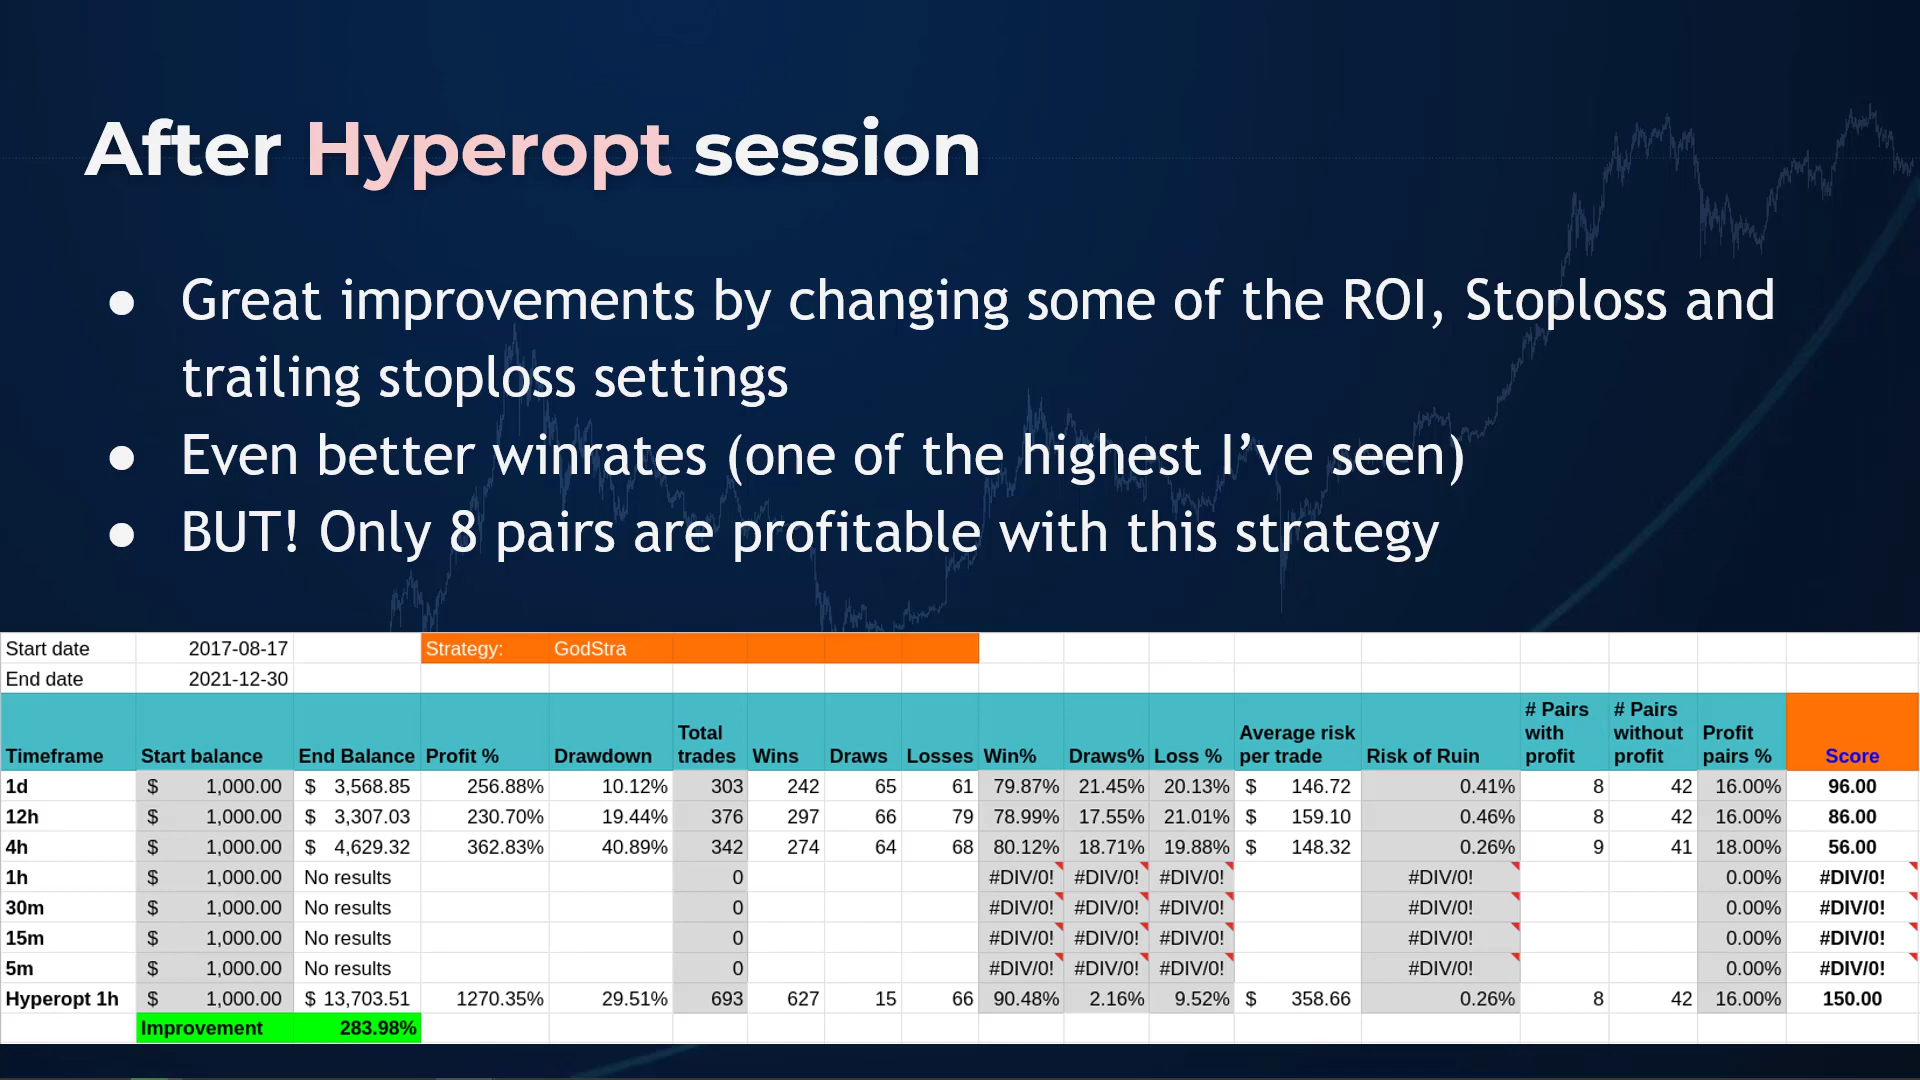 After Hyperopt session
● Great improvements by changing some of the ROI, Stoploss and
trailing stoploss settings
● Even better winrates (one of the highest I’ve seen)
● BUT! Only 8 pairs are profitable with this strategy
Start date 2017-08-17 Strategy: GodStra
End date 2021-12-30
Timeframe Start balance End Balance Profit % Drawdown Total trades Wins Draws Losses Win% Draws% Loss % Average risk per trade Risk of Ruin # Pairs with profit # Pairs without profit Profit pairs % Score
1d $ 1,000.00 $ 3,568.85 256.88% 10.12% 303 242 65 61 79.87% 21.45% 20.13% $ 146.72 0.41% 8 42 16.00% 96.00
12h $ 1,000.00 $ 3,307.03 230.70% 19.44% 376 297 66 79 78.99% 17.55% 21.01% $ 159.10 0.46% 8 42 16.00% 86.00
4h $ 1,000.00 $ 4,629.32 362.83% 40.89% 342 274 64 68 80.12% 18.71% 19.88% $ 148.32 0.26% 9 41 18.00% 56.00
1h $ 1,000.00 No results 0 #DIV/0! #DIV/0! #DIV/0! #DIV/0! 0.00% #DIV/0!
30m $ 1,000.00 No results 0 #DIV/0! #DIV/0! #DIV/0! #DIV/0! 0.00% #DIV/0!
15m $ 1,000.00 No results 0 #DIV/0! #DIV/0! #DIV/0! #DIV/0! 0.00% #DIV/0!
5m $ 1,000.00 No results 0 #DIV/0! #DIV/0! #DIV/0! #DIV/0! 0.00% #DIV/0!
Hyperopt 1h $ 1,000.00 $ 13,703.51 1270.35% 29.51% 693 627 15 66 90.48% 2.16% 9.52% $ 358.66 0.26% 8 42 16.00% 150.00
Improvement 283.98%